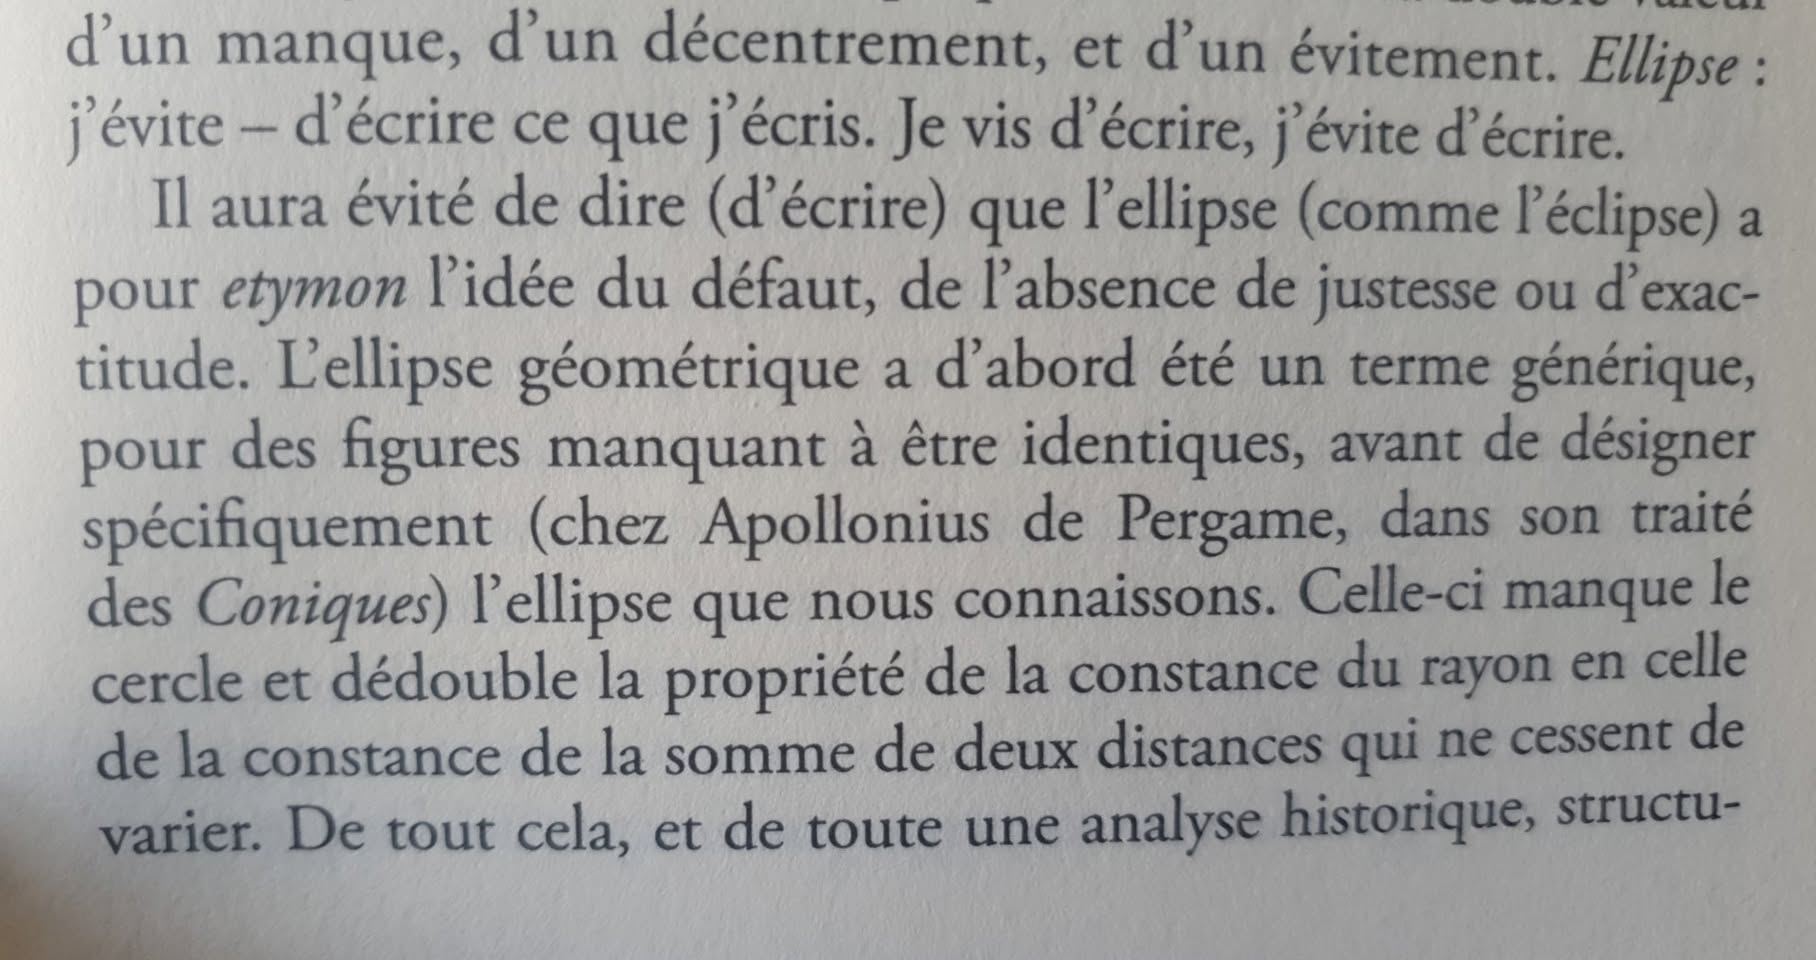 valeur
d'un manque, d'un décentrement, et d'un évitement. Ellipse :
j'évite – d'écrire ce que j'écris. Je vis d'écrire, j'évite d'écrire.
Il aura évité de dire (d'écrire) que l'ellipse (comme l'éclipse) a
pour etymon l'idée du défaut, de l'absence de justesse ou d'exac-
titude. L'ellipse géométrique a d'abord été un terme générique,
pour des figures manquant à être identiques, avant de désigner
spécifiquement (chez Apollonius de Pergame, dans son traité
des Coniques) l'ellipse que nous connaissons. Celle-ci manque le
cercle et dédouble la propriété de la constance du rayon en celle
de la constance de la somme de deux distances qui ne cessent de
varier. De tout cela, et de toute une analyse historique, structu-